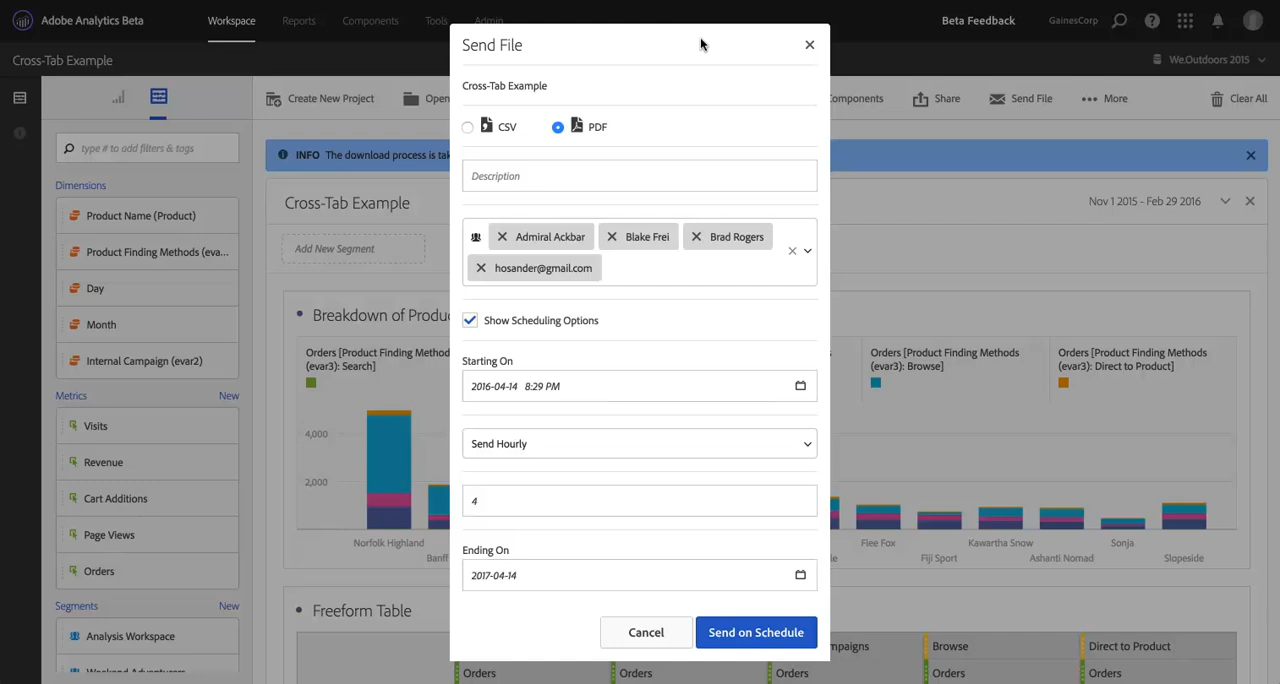 Adobe Analytics Beta
Workspace
Reports
Components
Tools
Admin
Beta Feedback
GainesCorp
Cross-Tab Example
We.Outdoors 2015
Create New Project
Open
omponents
Share
Send File
More
Clear All
type # to add filters & tags
INFO The download process is tak
Dimensions
Product Name (Product)
Product Finding Methods (eva...
Day
Month
Internal Campaign (evar2)
Metrics
New
Visits
Revenue
Cart Additions
Page Views
Orders
Segments
New
Analysis Workspace
Weekend Adventurers
Cross-Tab Example
Nov 1 2015 - Feb 29 2016
Add New Segment
Breakdown of Produc
Orders [Product Finding Method
(evar3): Search]
Orders [Product Finding Methods
(evar3): Browse]
Orders [Product Finding Methods
(evar3): Direct to Product]
4,000
2,000
Norfolk Highland
Banff
le
Flee Fox
Fiji Sport
Kawartha Snow
Ashanti Nomad
Sonja
Slopeside
Freeform Table
mpaigns
Browse
Direct to Product
Orders
Orders
Orders
Orders
Orders
Send File
Cross-Tab Example
CSV
PDF
Description
Admiral Ackbar
Blake Frei
Brad Rogers
hosander@gmail.com
Show Scheduling Options
Starting On
2016-04-14 8:29 PM
Send Hourly
4
Ending On
2017-04-14
Cancel
Send on Schedule